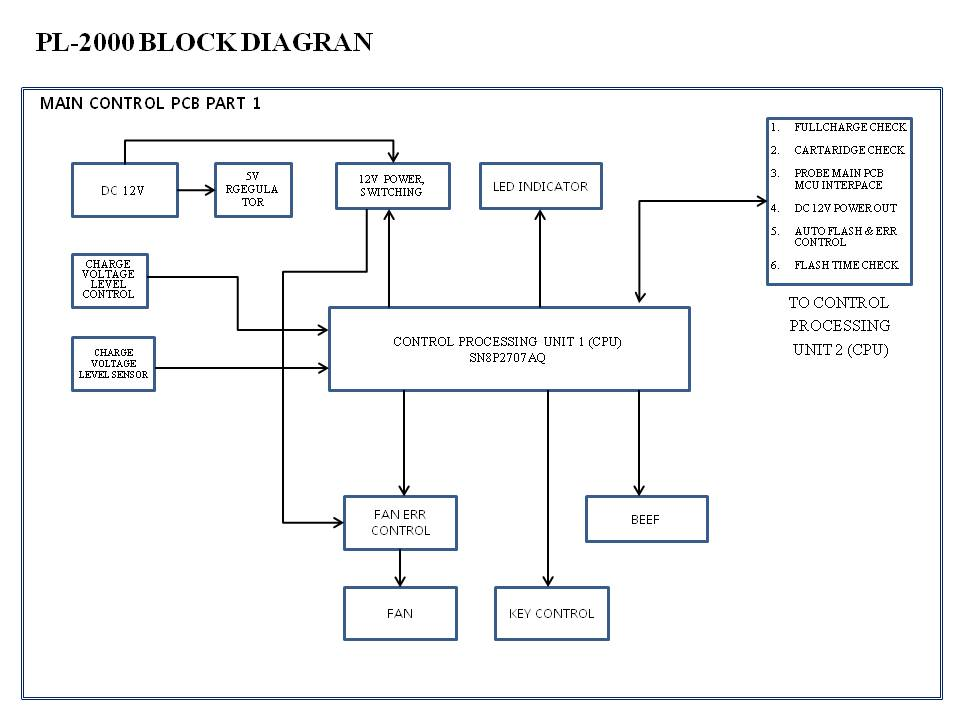 PL-2000 BLOCK DIAGRAN
MAIN CONTROL PCB PART 1
DC 12V
5V
RGEGULA
TOR
12V POWER,
SWITCHING
LED INDICATOR
1. FULLCHARGE CHECK
2. CARTARIDGE CHECK
3. PROBE MAIN PCB
MCU INTERPACE
4. DC 12V POWER OUT
5. AUTO FLASH & ERR
CONTROL
6. FLASH TIME CHECK
TO CONTROL
PROCESSING
UNIT 2 (CPU)
CHARGE
VOLTAGE
LEVEL
CONTROL
CHARGE
VOLTAGE
LEVEL SENSOR
CONTROL PROCESSING UNIT 1 (CPU)
SN8P2707AQ
FAN ERR
CONTROL
BEEF
FAN
KEY CONTROL